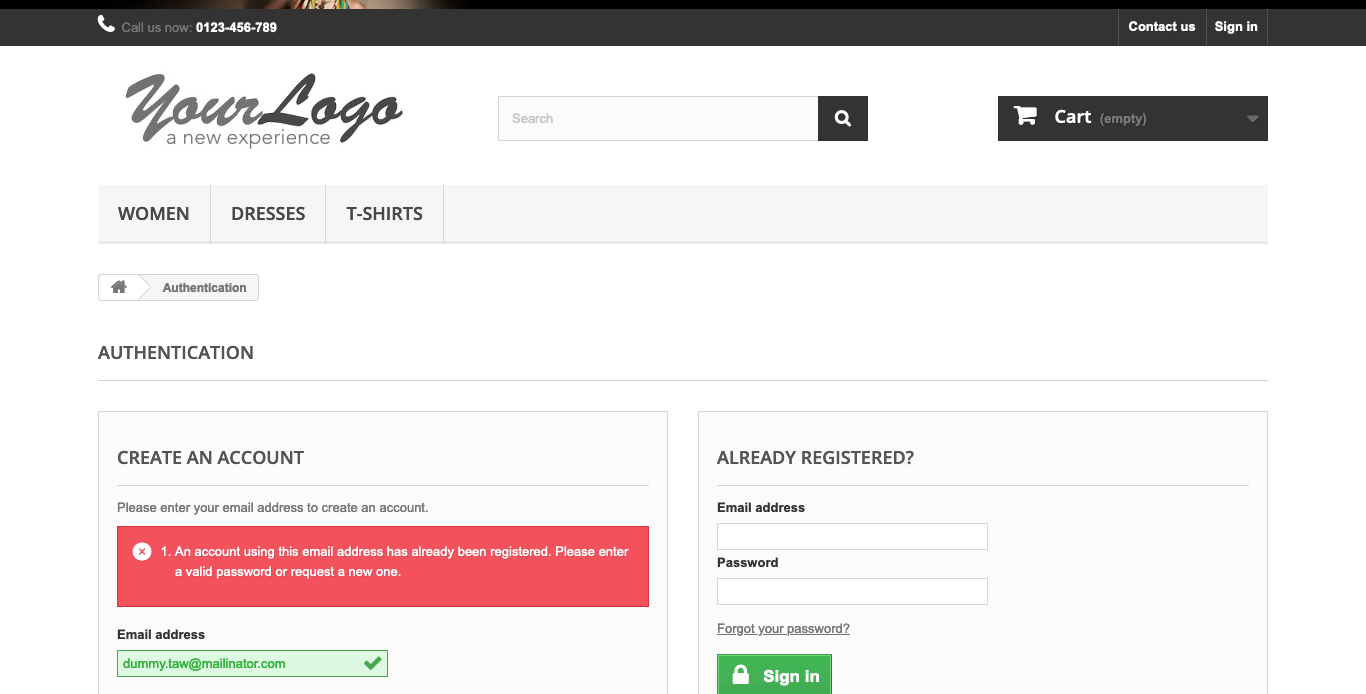 Call us now: 0123-456-789
Contact us
Sign in
YourLogo
a new experience
Search
Cart (empty)
WOMEN
DRESSES
T-SHIRTS
Authentication
AUTHENTICATION
CREATE AN ACCOUNT
Please enter your email address to create an account.
1. An account using this email address has already been registered. Please enter
a valid password or request a new one.
Email address
dummy.taw@mailinator.com
ALREADY REGISTERED?
Email address
Password
Forgot your password?
Sign in